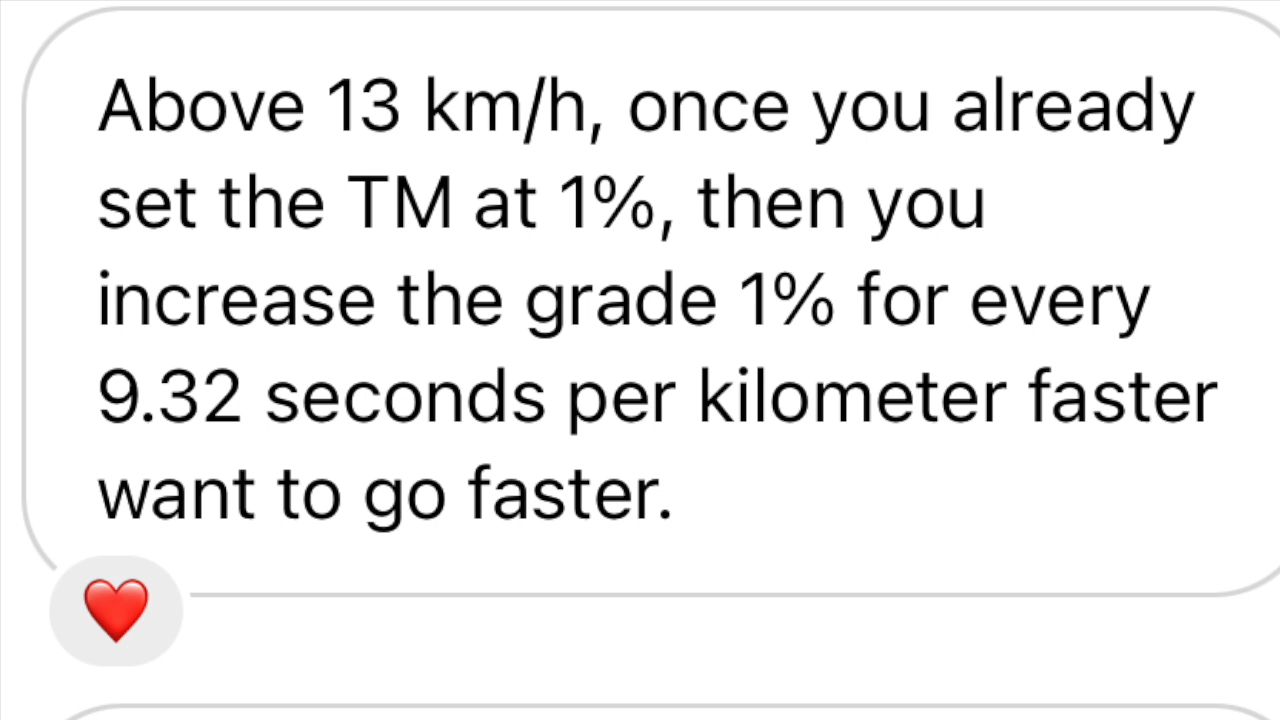 Above 13 km/h, once you already
set the TM at 1%, then you
increase the grade 1% for every
9.32 seconds per kilometer faster
want to go faster.